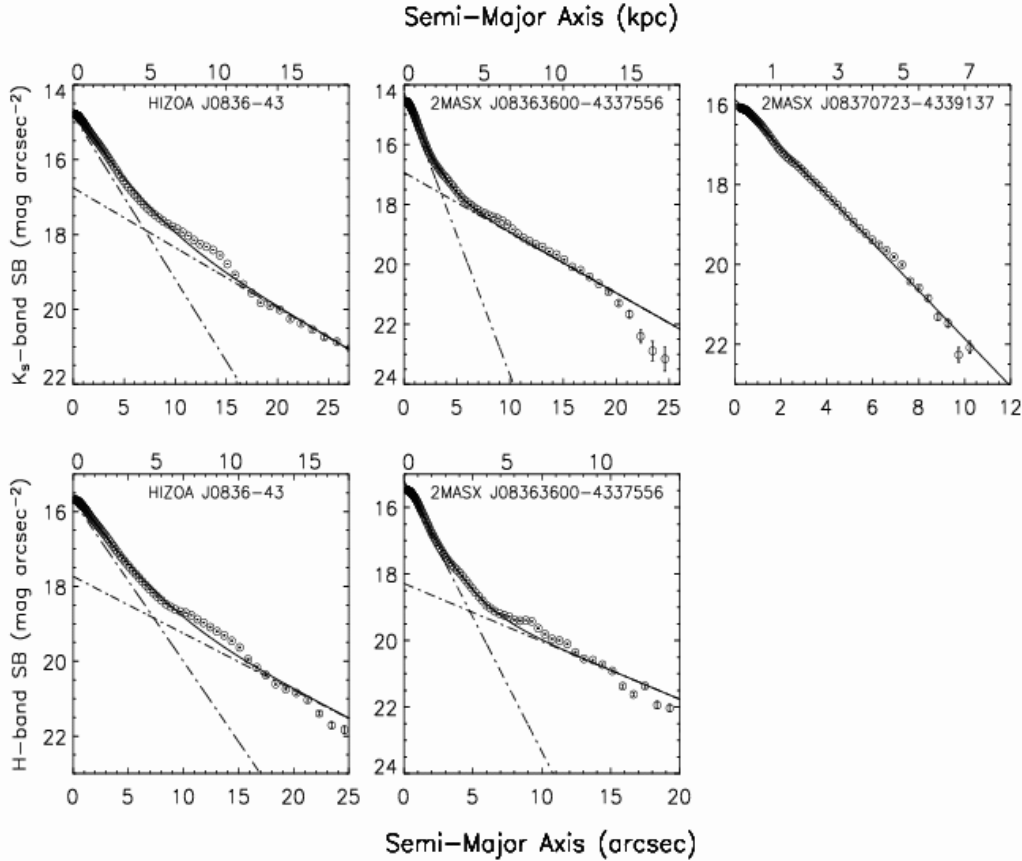 Semi-Major Axis (kpc)
0 5 10 15
0 5 10 15
1 3 5 7
HIZOA J0836-43
2MASX J08363600-4337556
2MASX J08370723-4339137
K_s-band SB (mag arcsec⁻²)
14
16
18
20
22
14
16
18
20
22
24
16
18
20
22
0 5 10 15 20 25
0 5 10 15 20 25
0 2 4 6 8 10 12
0 5 10 15
0 5 10
HIZOA J0836-43
2MASX J08363600-4337556
H-band SB (mag arcsec⁻²)
16
18
20
22
16
18
20
22
24
0 5 10 15 20 25
0 5 10 15 20
Semi-Major Axis (arcsec)